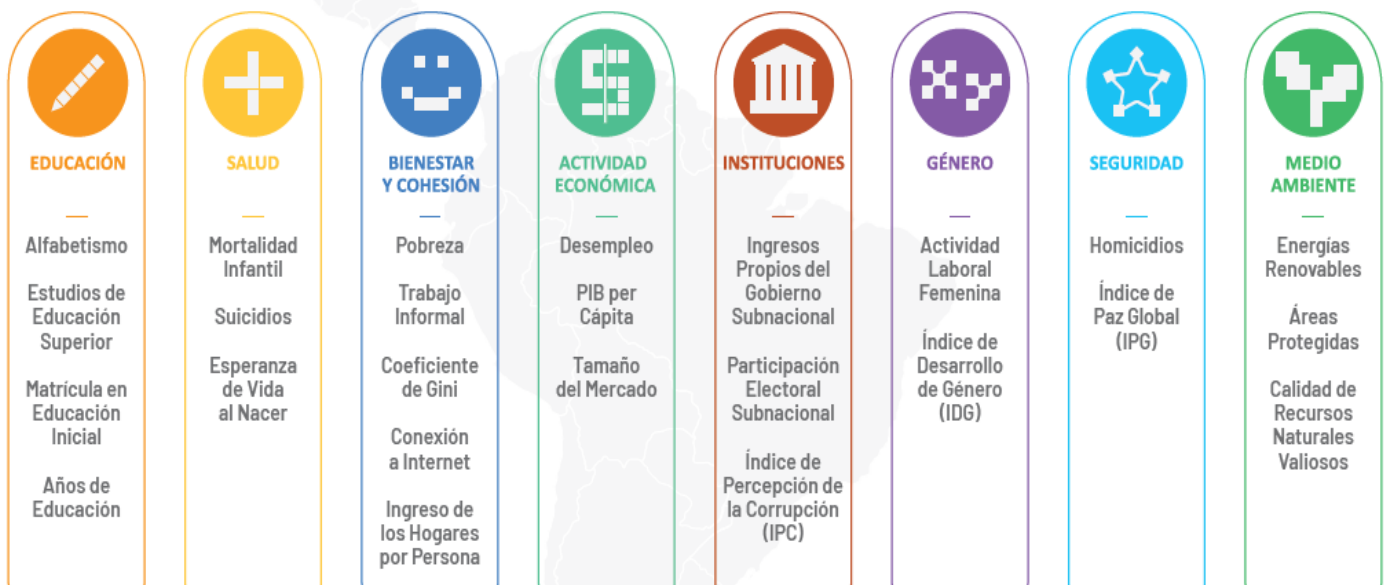 EDUCACIÓN
Alfabetismo
Estudios de
Educación
Superior
Matrícula en
Educación
Inicial
Años de
Educación
SALUD
Mortalidad
Infantil
Suicidios
Esperanza
de Vida
al Nacer
BIENESTAR
Y COHESIÓN
Pobreza
Trabajo
Informal
Coeficiente
de Gini
Conexión
a Internet
Ingreso de
los Hogares
por Persona
ACTIVIDAD
ECONÓMICA
Desempleo
PIB per
Cápita
Tamaño
del Mercado
INSTITUCIONES
Ingresos
Propios del
Gobierno
Subnacional
Participación
Electoral
Subnacional
Índice de
Percepción de
la Corrupción
(IPC)
GÉNERO
Actividad
Laboral
Femenina
Índice de
Desarrollo
de Género
(IDG)
SEGURIDAD
Homicidios
Índice de
Paz Global
(IPG)
MEDIO
AMBIENTE
Energías
Renovables
Áreas
Protegidas
Calidad de
Recursos
Naturales
Valiosos